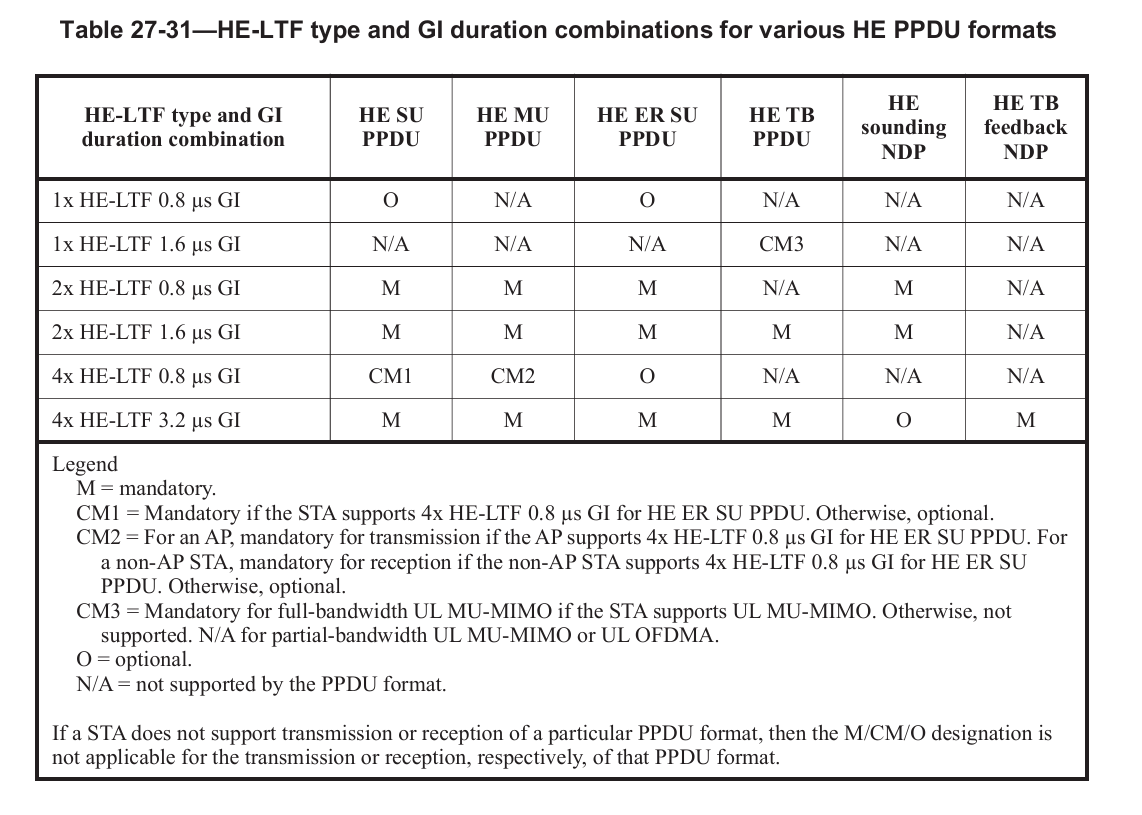 Table 27-31—HE-LTF type and GI duration combinations for various HE PPDU formats
HE-LTF type and GI duration combination HE SU PPDU HE MU PPDU HE ER SU PPDU HE TB PPDU HE sounding NDP HE TB feedback NDP
1x HE-LTF 0.8 µs GI O N/A O N/A N/A N/A
1x HE-LTF 1.6 µs GI N/A N/A N/A CM3 N/A N/A
2x HE-LTF 0.8 µs GI M M M N/A M N/A
2x HE-LTF 1.6 µs GI M M M M M N/A
4x HE-LTF 0.8 µs GI CM1 CM2 O N/A N/A N/A
4x HE-LTF 3.2 µs GI M M M M O M
Legend
M = mandatory.
CM1 = Mandatory if the STA supports 4x HE-LTF 0.8 µs GI for HE ER SU PPDU. Otherwise, optional.
CM2 = For an AP, mandatory for transmission if the AP supports 4x HE-LTF 0.8 µs GI for HE ER SU PPDU. For
a non-AP STA, mandatory for reception if the non-AP STA supports 4x HE-LTF 0.8 µs GI for HE ER SU
PPDU. Otherwise, optional.
CM3 = Mandatory for full-bandwidth UL MU-MIMO if the STA supports UL MU-MIMO. Otherwise, not
supported. N/A for partial-bandwidth UL MU-MIMO or UL OFDMA.
O = optional.
N/A = not supported by the PPDU format.
If a STA does not support transmission or reception of a particular PPDU format, then the M/CM/O designation is
not applicable for the transmission or reception, respectively, of that PPDU format.